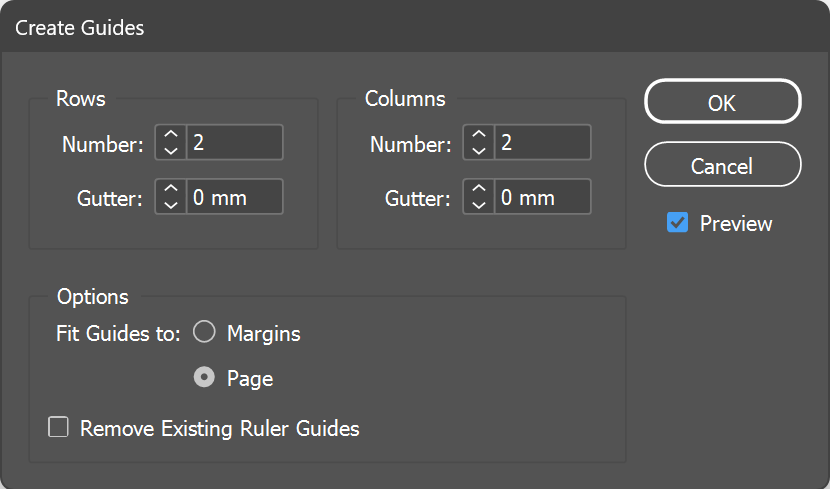 Create Guides
Rows
Number: 2
Gutter: 0 mm
Columns
Number: 2
Gutter: 0 mm
OK
Cancel
Preview
Options
Fit Guides to: Margins
Page
Remove Existing Ruler Guides